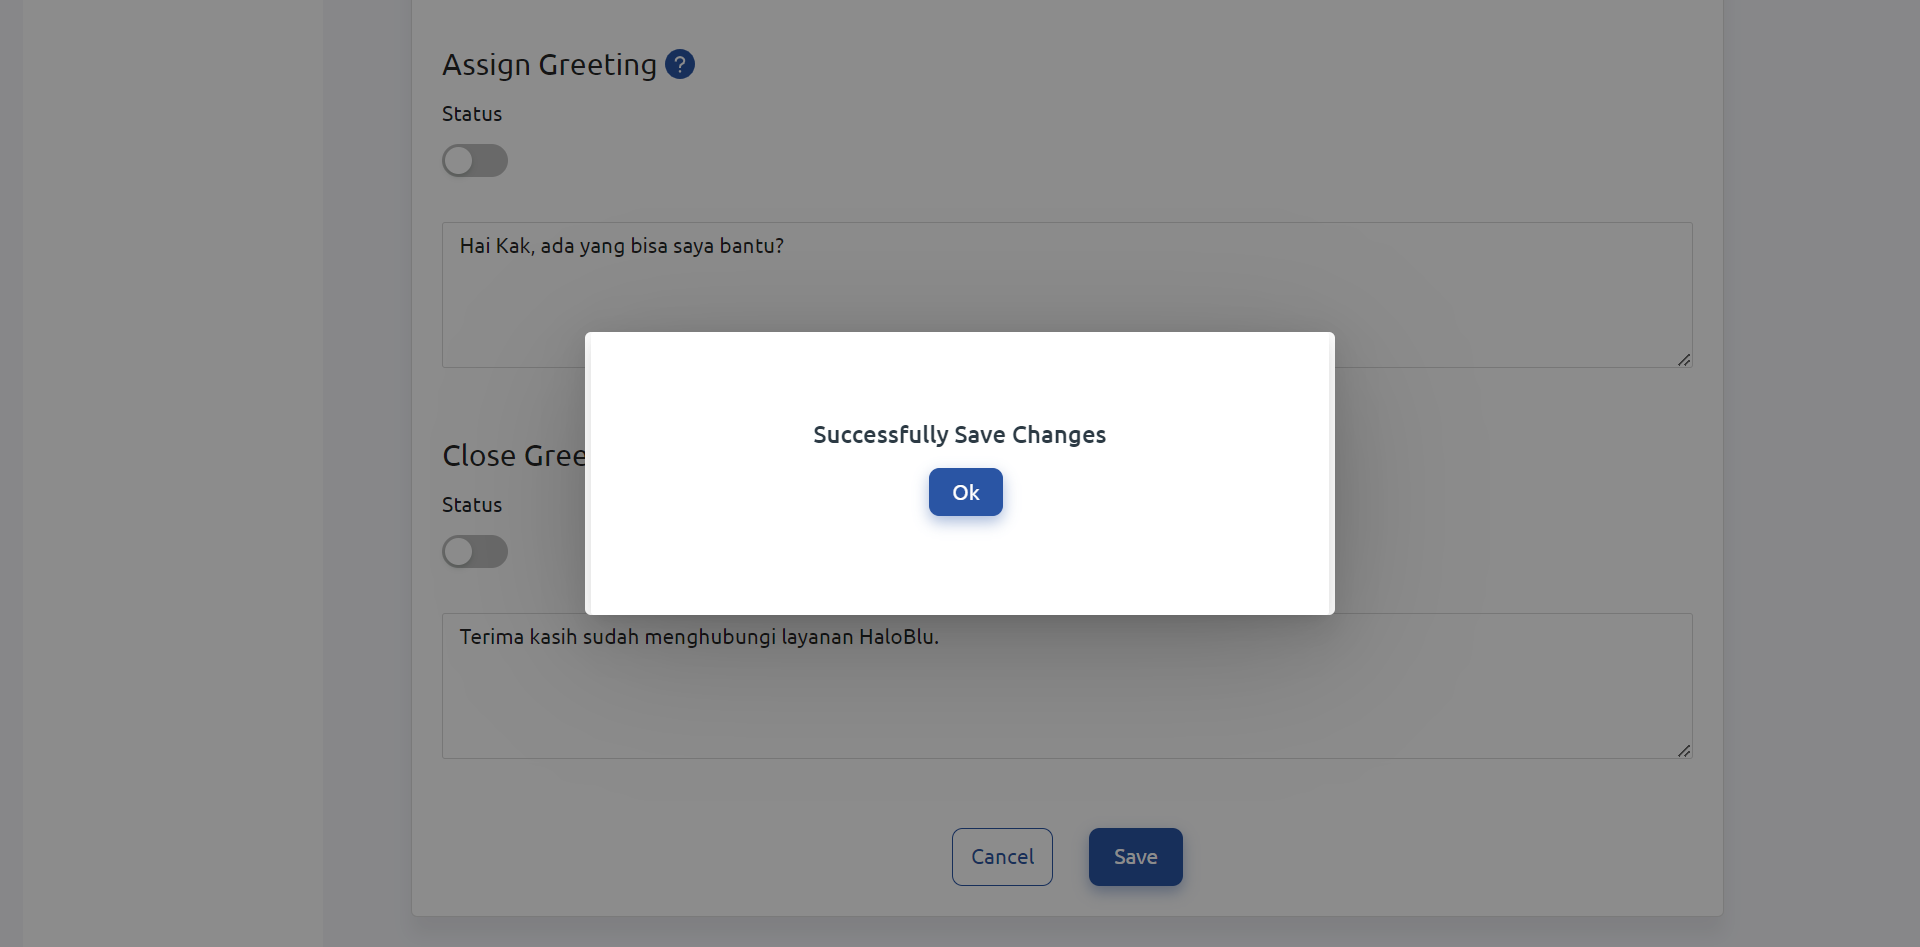 Assign Greeting ?
Status
Hai Kak, ada yang bisa saya bantu?
Successfully Save Changes
Ok
Close Gree
Status
Terima kasih sudah menghubungi layanan HaloBlu.
Cancel
Save